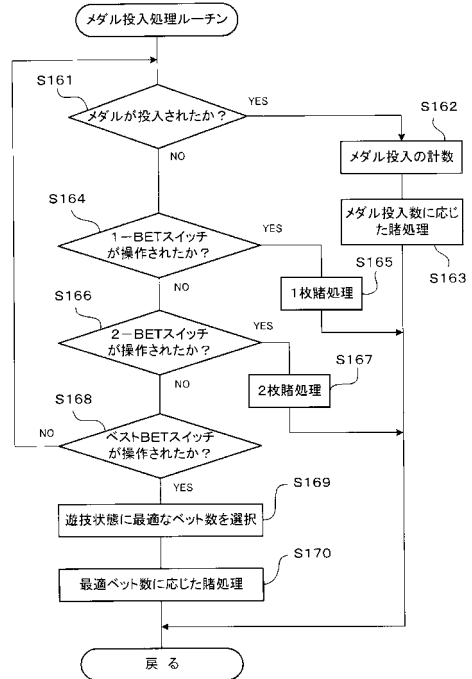 メダル投入処理ルーチン
S161
メダルが投入されたか？
YES
NO
S162
メダル投入の計数
メダル投入数に応じ
た賭処理
S163
S164
1－BETスイッチ
が操作されたか？
YES
NO
S165
1枚賭処理
S166
2－BETスイッチ
が操作されたか？
YES
NO
S167
2枚賭処理
S168
ベストBETスイッチ
が操作されたか？
NO
YES
S169
遊技状態に最適なベット数を選択
S170
最適ベット数に応じた賭処理
戻 る